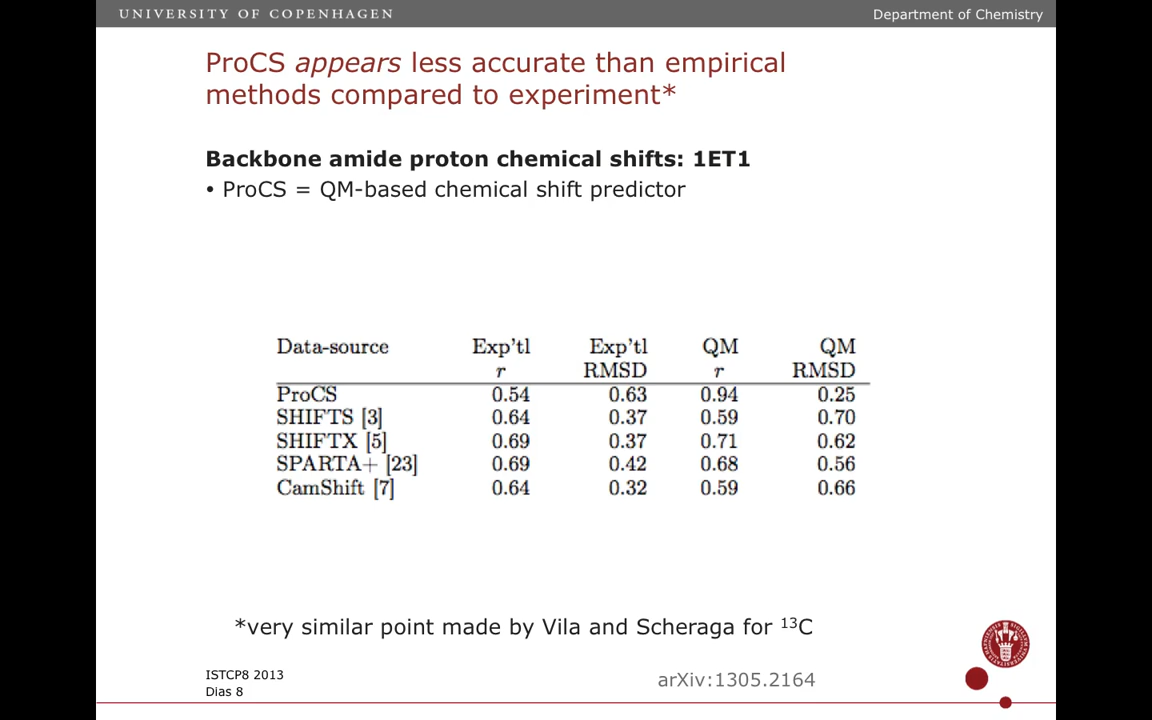 UNIVERSITY OF COPENHAGEN
Department of Chemistry
ProCS appears less accurate than empirical
methods compared to experiment*
Backbone amide proton chemical shifts: 1ET1
• ProCS = QM-based chemical shift predictor
Data-source Exp'tl Exp'tl QM QM
r RMSD r RMSD
ProCS 0.54 0.63 0.94 0.25
SHIFTS [3] 0.64 0.37 0.59 0.70
SHIFTX [5] 0.69 0.37 0.71 0.62
SPARTA+ [23] 0.69 0.42 0.68 0.56
CamShift [7] 0.64 0.32 0.59 0.66
*very similar point made by Vila and Scheraga for ¹³C
ISTCP8 2013
Dias 8
arXiv:1305.2164